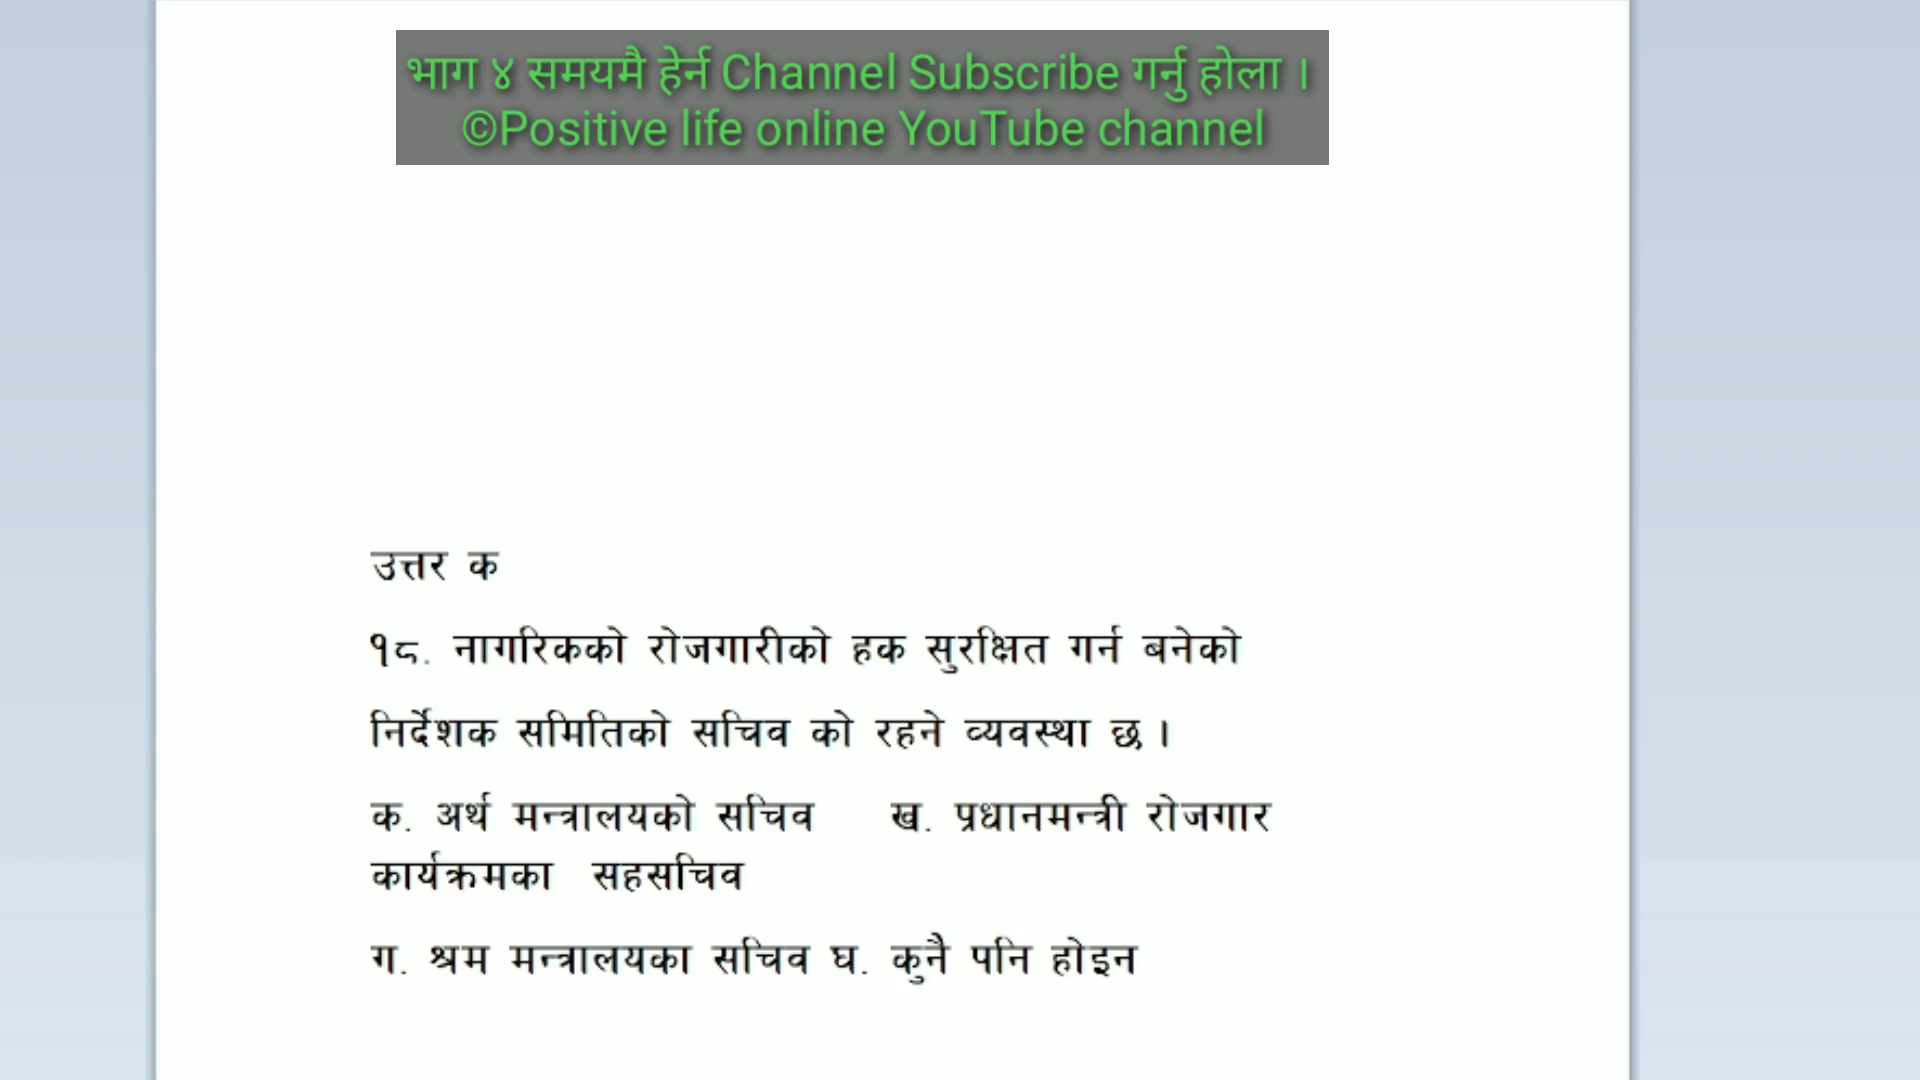 भाग ४ समयमै हेर्न Channel Subscribe गर्नु होला ।
©Positive life online YouTube channel
उत्तर क
१८. नागरिकको रोजगारीको हक सुरक्षित गर्न बनेको
निर्देशक समितिको सचिव को रहने व्यवस्था छ ।
क. अर्थ मन्त्रालयको सचिव ख. प्रधानमन्त्री रोजगार
कार्यक्रमका सहसचिव
ग. श्रम मन्त्रालयका सचिव घ. कुनै पनि होइन